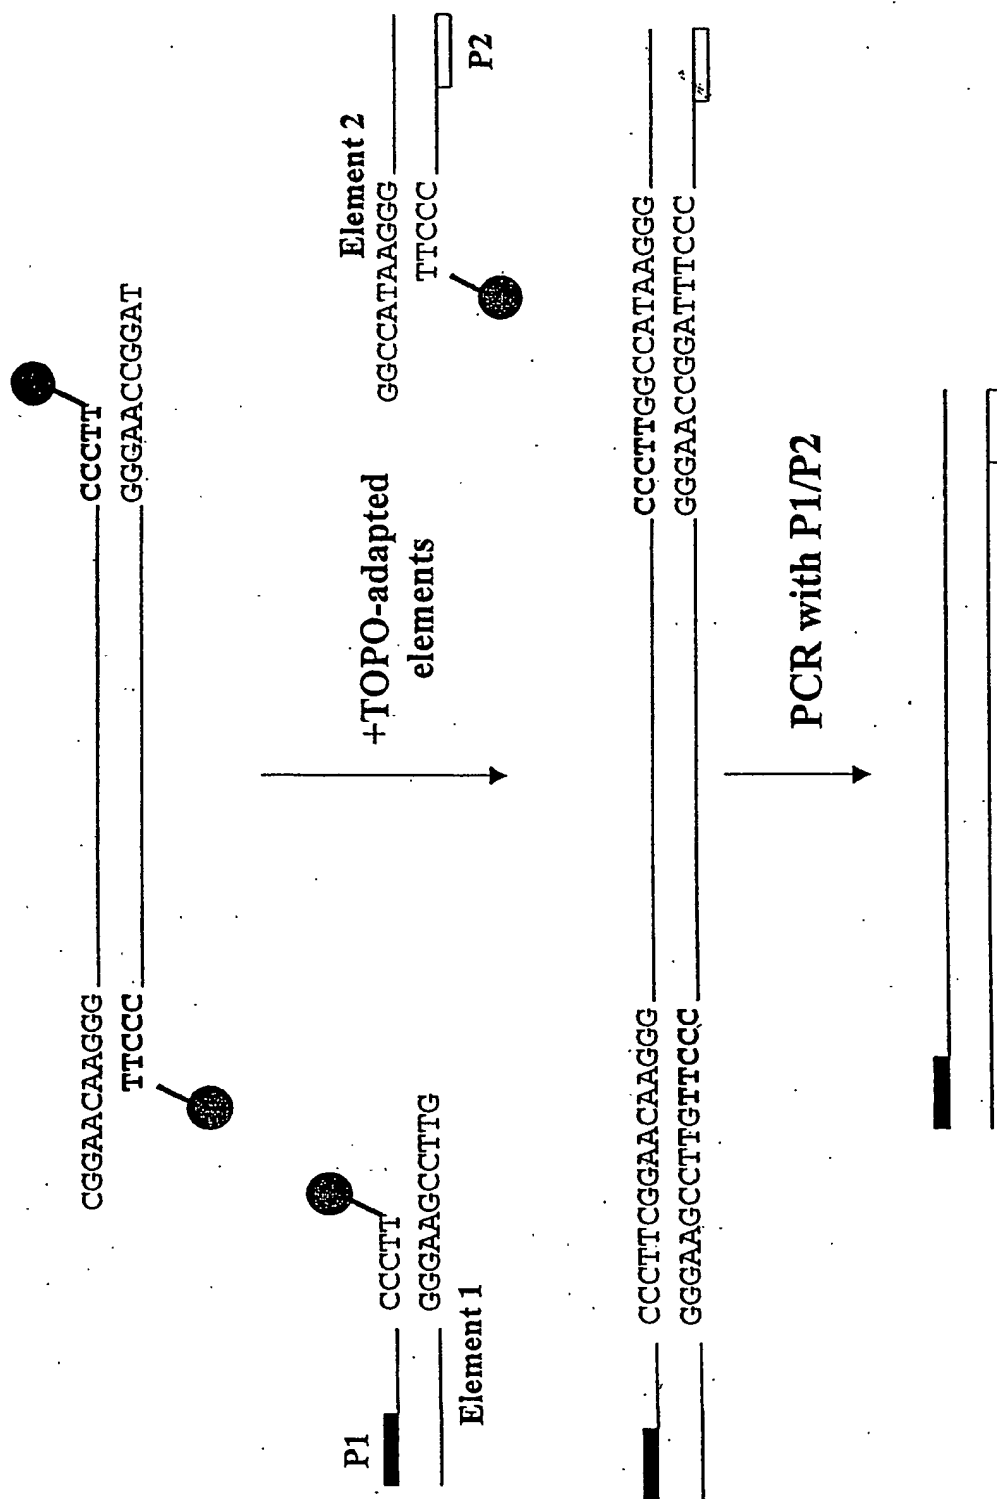 CCCTT
CGGAACAAGGG
GGGAACCGGAT
TTCCC
+TOPO-adapted
elements
P1
CCCTT
GGGAAGCCTTG
Element 1
Element 2
GGCCATAAGGG
TTCCC
P2
CCCTTCGGAACAAGGG
CCCTTGGCCATAAGGG
GGGAAGCCTTGTTCCC
GGGAACCGGATTTCCC
PCR with P1/P2